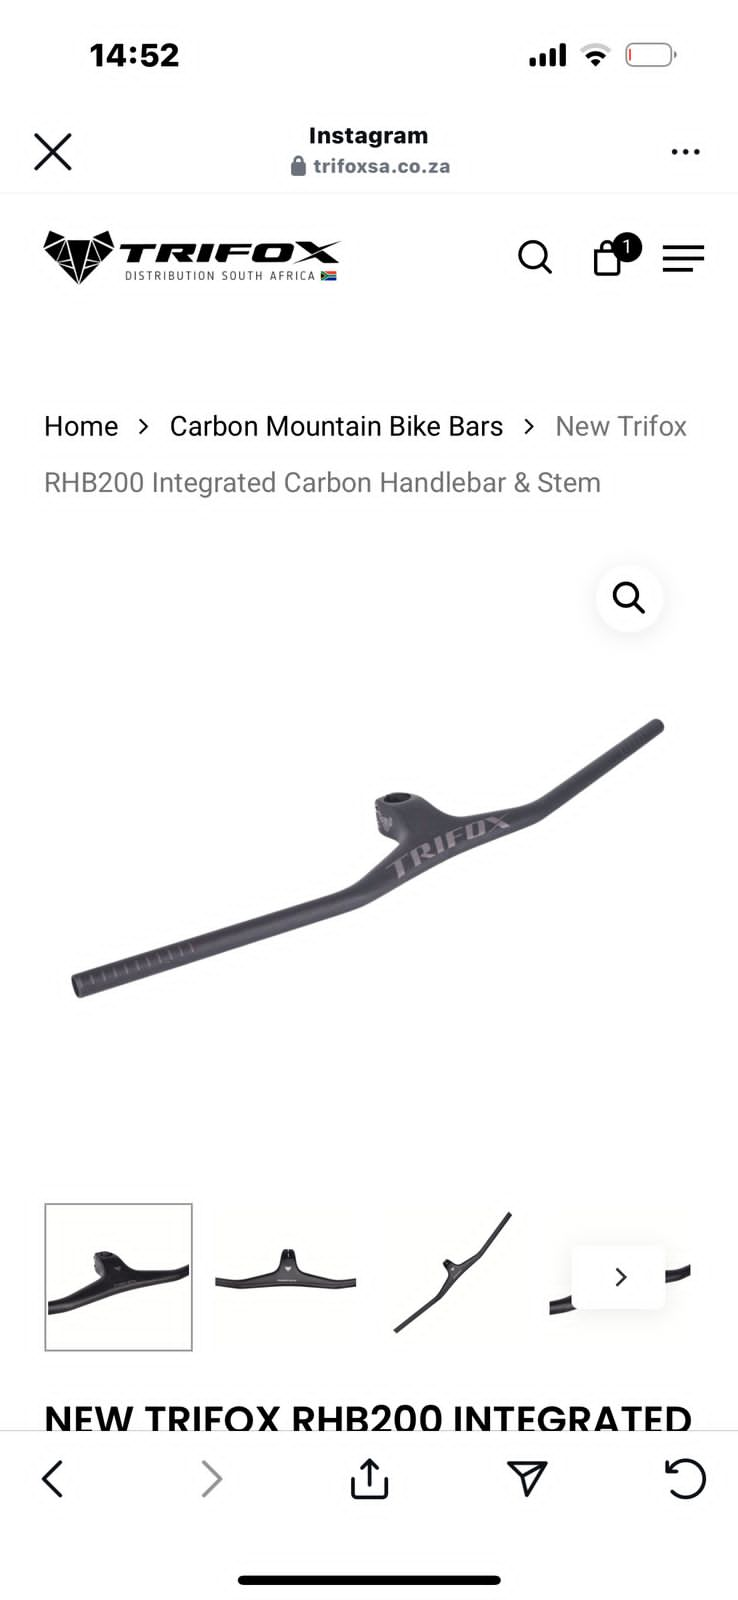 14:52
Instagram
trifoxsa.co.za
TRIFOX
DISTRIBUTION SOUTH AFRICA
1
Home > Carbon Mountain Bike Bars > New Trifox
RHB200 Integrated Carbon Handlebar & Stem
TRIFOX
NEW TRIFOX RHB200 INTEGRATED